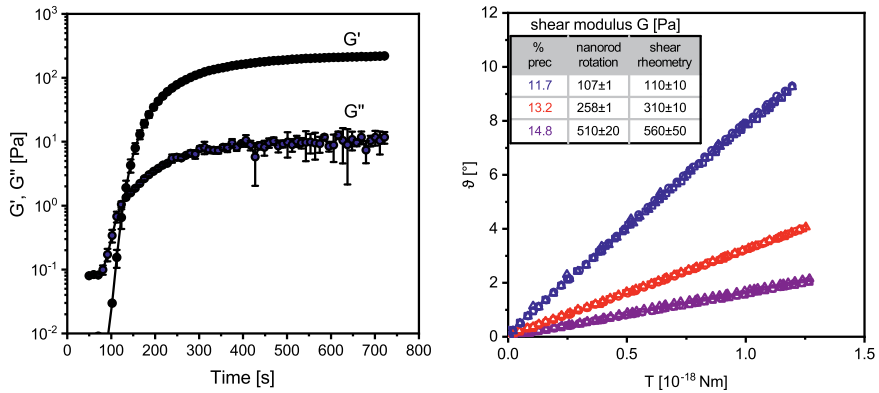 10³
10²
10¹
10⁰
10⁻¹
10⁻²
G', G" [Pa]
G'
G"
0
100
200
300
400
500
600
700
800
Time [s]
12
10
8
6
4
2
0
ϑ [°]
shear modulus G [Pa]
% prec
nanorod rotation
shear rheometry
11.7 107±1 110±10
13.2 258±1 310±10
14.8 510±20 560±50
0.0
0.5
1.0
1.5
T [10⁻¹⁸ Nm]